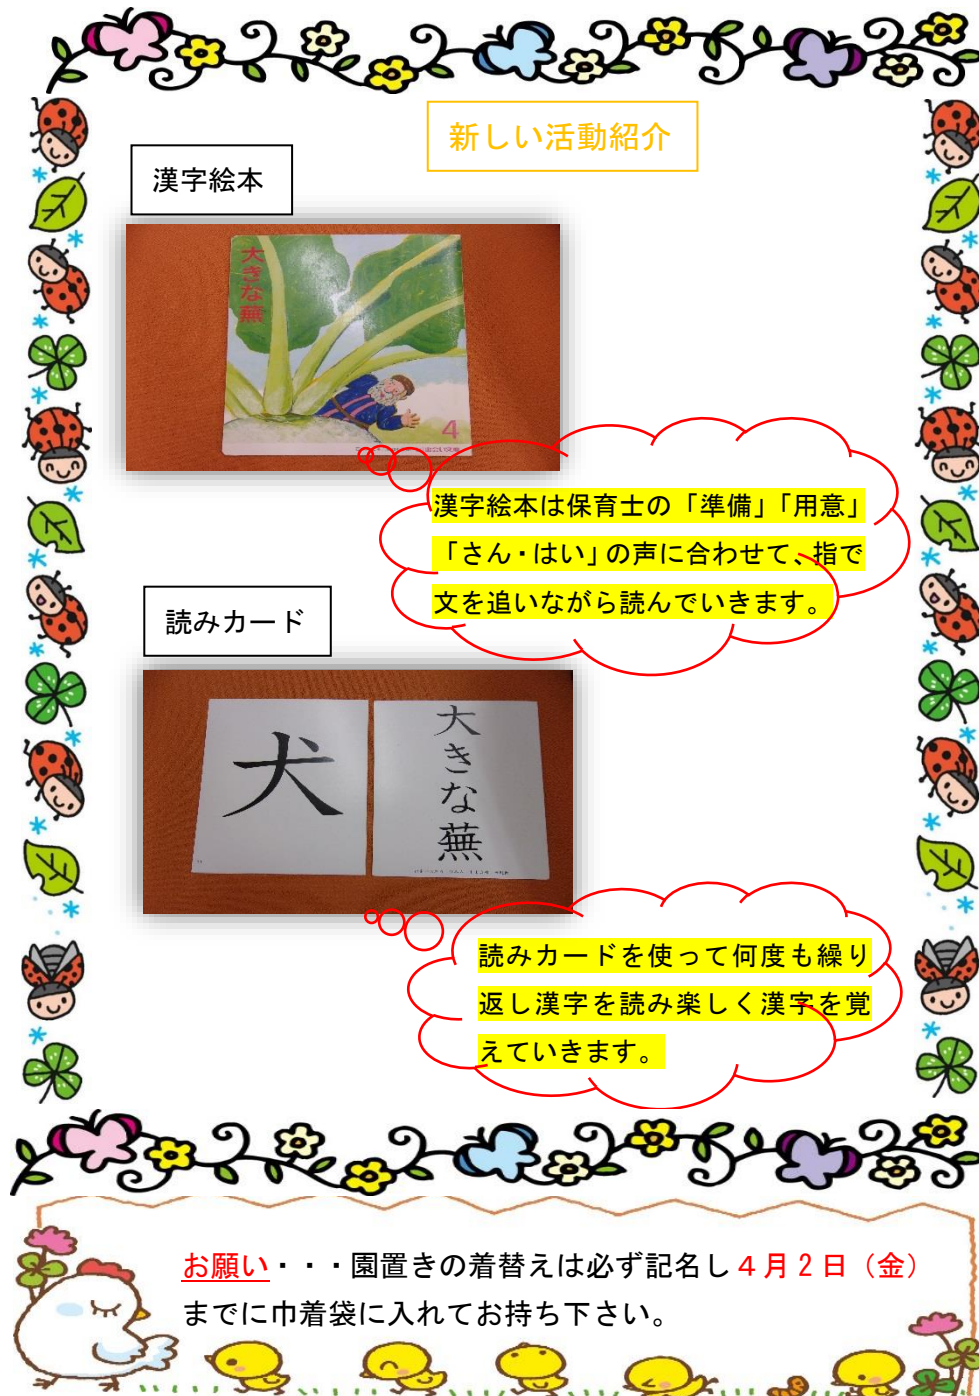 新しい活動紹介
漢字絵本
大きな蕪
4
漢字絵本は保育士の「準備」「用意」
「さん・はい」の声に合わせて、指で
文を追いながら読んでいきます。
読みカード
犬
大きな蕪
読みカードを使って何度も繰り
返し漢字を読み楽しく漢字を覚
えていきます。
お願い・・・園置きの着替えは必ず記名し４月２日（金）
までに巾着袋に入れてお持ち下さい。